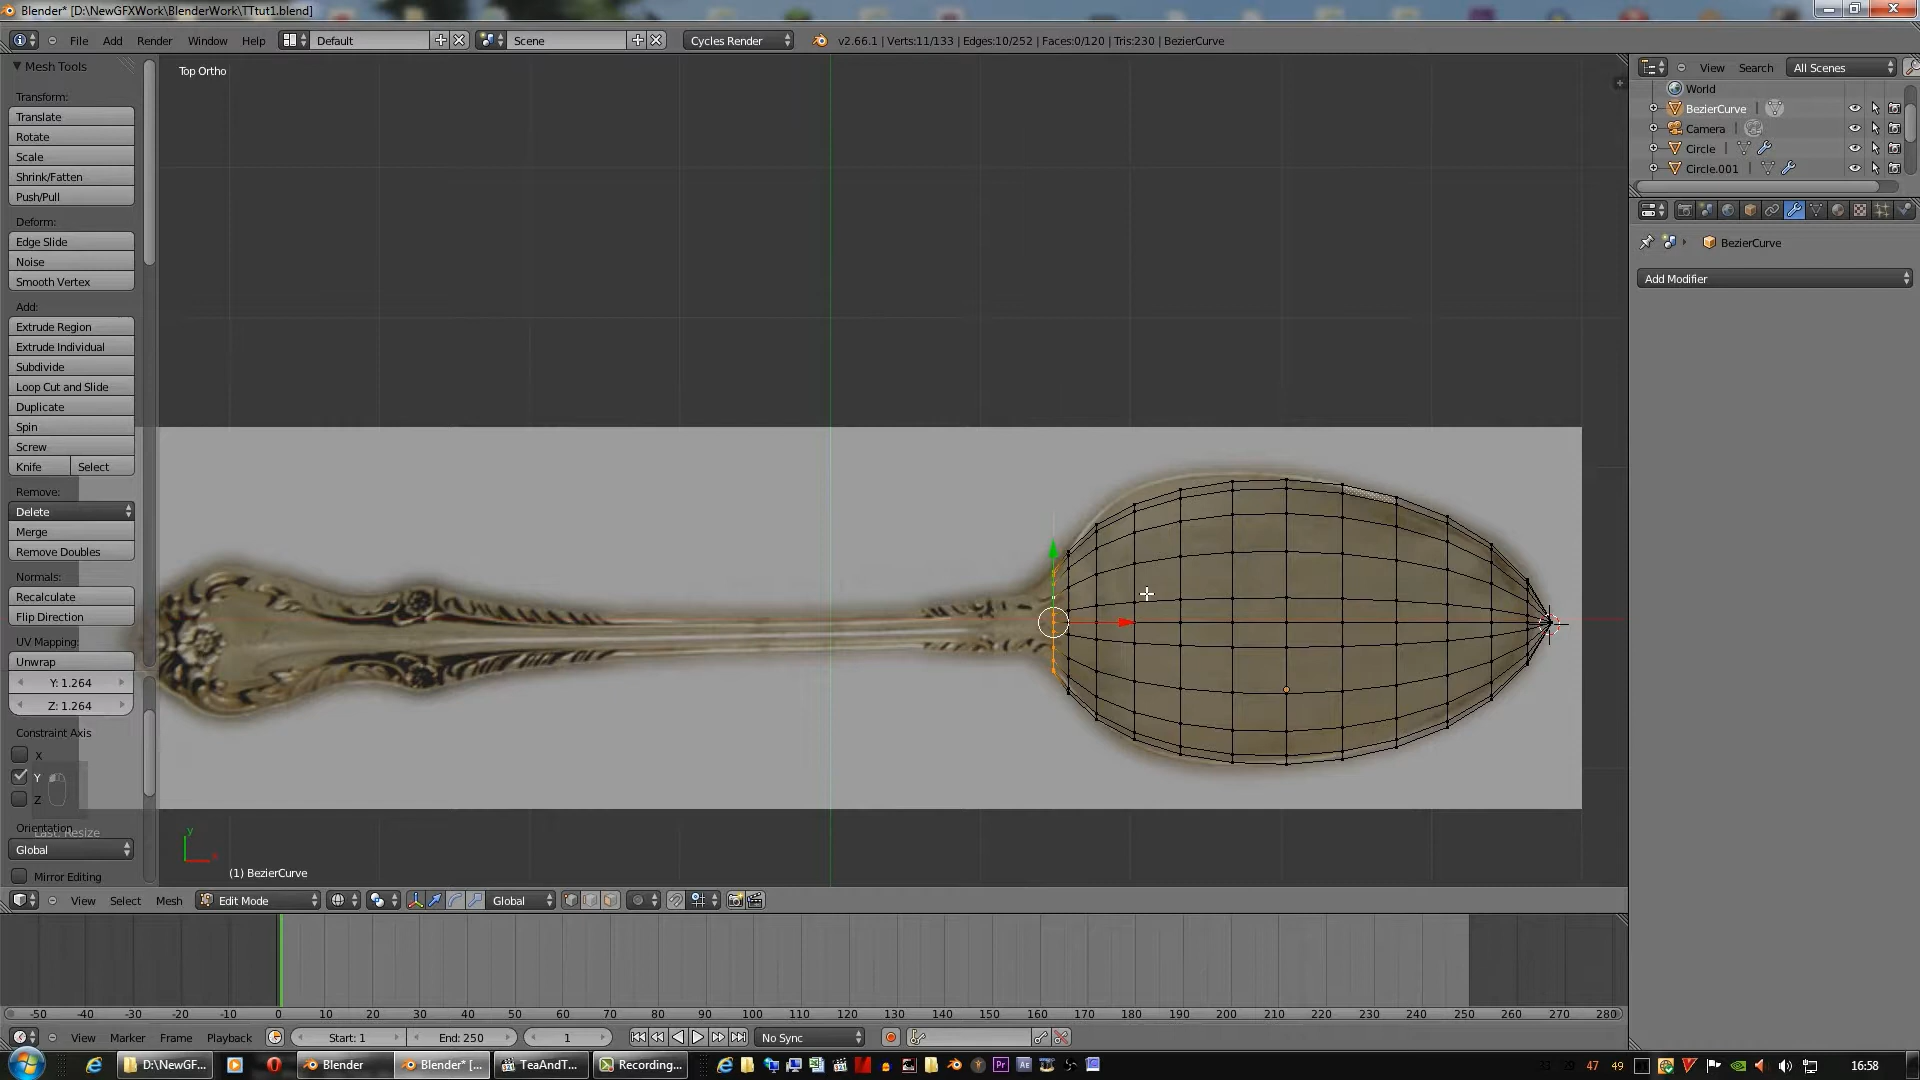 Blender* [D:\NewGFXWork\BlenderWork\TTtut1.blend]
File Add Render Window Help Default Scene Cycles Render v2.66.1 | Verts:11/133 | Edges:10/252 | Faces:0/120 | Tris:230 | BezierCurve
Mesh Tools
Transform:
Translate
Rotate
Scale
Shrink/Fatten
Push/Pull
Deform:
Edge Slide
Noise
Smooth Vertex
Add:
Extrude Region
Extrude Individual
Subdivide
Loop Cut and Slide
Duplicate
Spin
Screw
Knife Select
Remove:
Delete
Merge
Remove Doubles
Normals:
Recalculate
Flip Direction
UV Mapping:
Unwrap
Y: 1.264
Z: 1.264
Constraint Axis
X
Y
Z
Orientation
Last: Resize
Global
Mirror Editing
Top Ortho
y
x
(1) BezierCurve
View Search All Scenes
World
BezierCurve
Camera
Circle
Circle.001
BezierCurve
Add Modifier
View Select Mesh Edit Mode Global
-50 -40 -30 -20 -10 0 10 20 30 40 50 60 70 80 90 100 110 120 130 140 150 160 170 180 190 200 210 220 230 240 250 260 270 280
View Marker Frame Playback Start: 1 End: 250 1 No Sync
D:\NewGF... Blender Blender* [... TeaAndT... Recording... 47 49 16:58